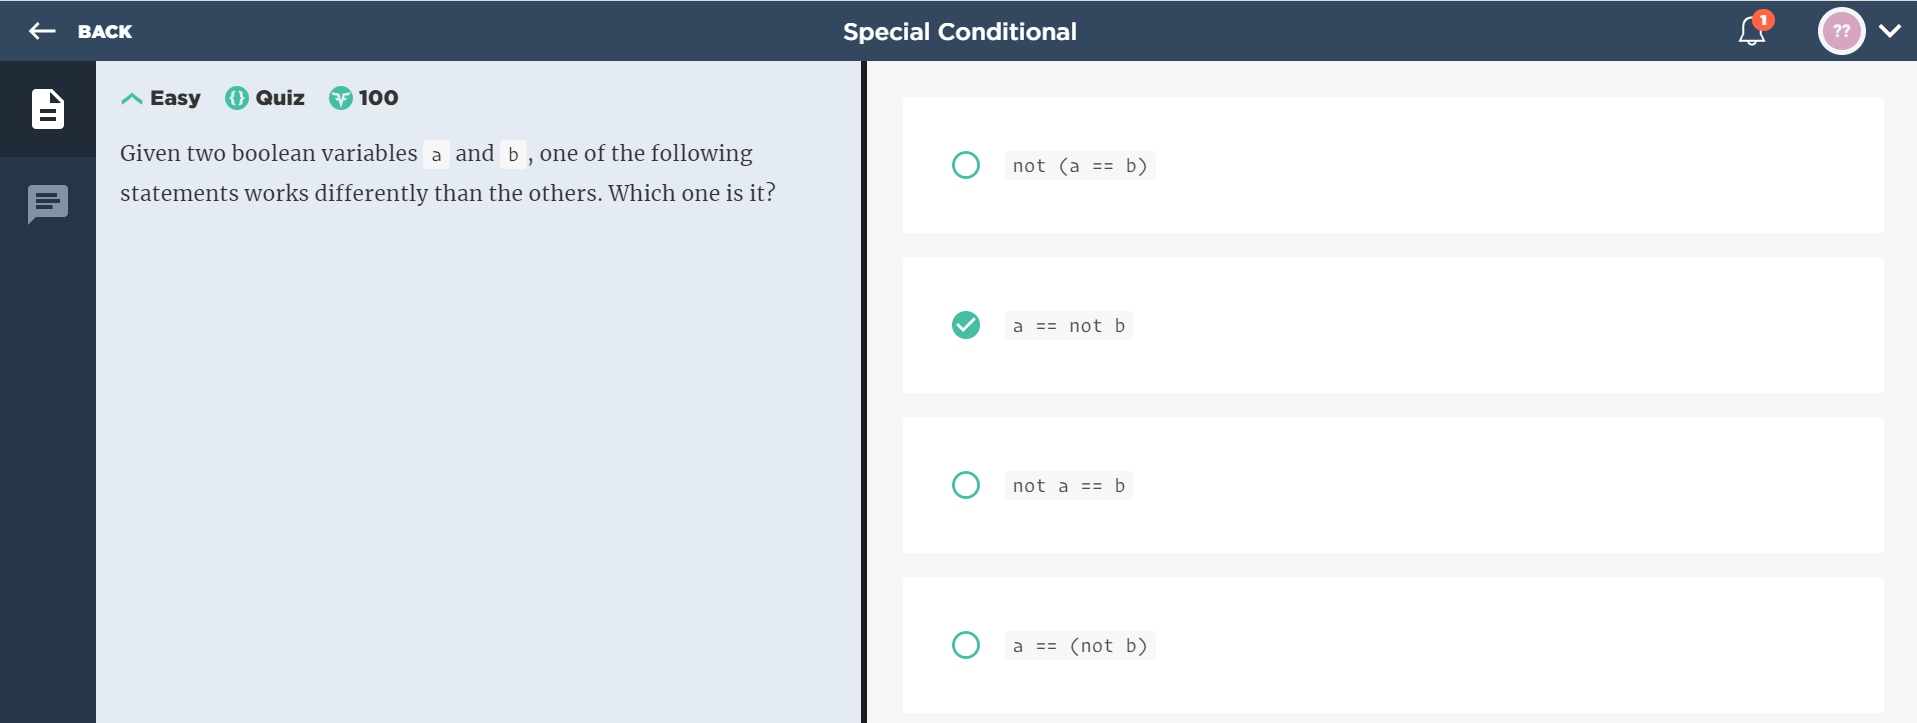 BACK
Special Conditional
1
??
Easy {} Quiz 100
Given two boolean variables a and b, one of the following
statements works differently than the others. Which one is it?
not (a == b)
a == not b
not a == b
a == (not b)